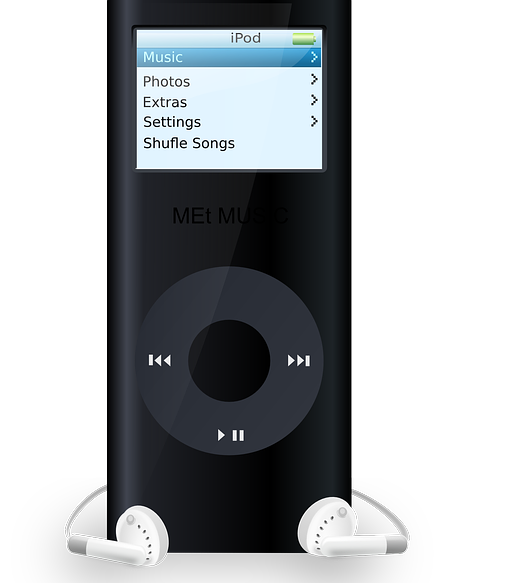 iPod
Music
Photos
Extras
Settings
Shufle Songs
MEt MUSIC